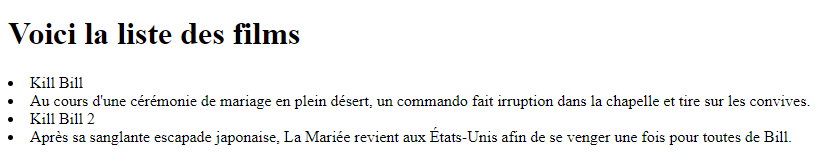 Voici la liste des films
Kill Bill
Au cours d'une cérémonie de mariage en plein désert, un commando fait irruption dans la chapelle et tire sur les convives.
Kill Bill 2
Après sa sanglante escapade japonaise, La Mariée revient aux États-Unis afin de se venger une fois pour toutes de Bill.